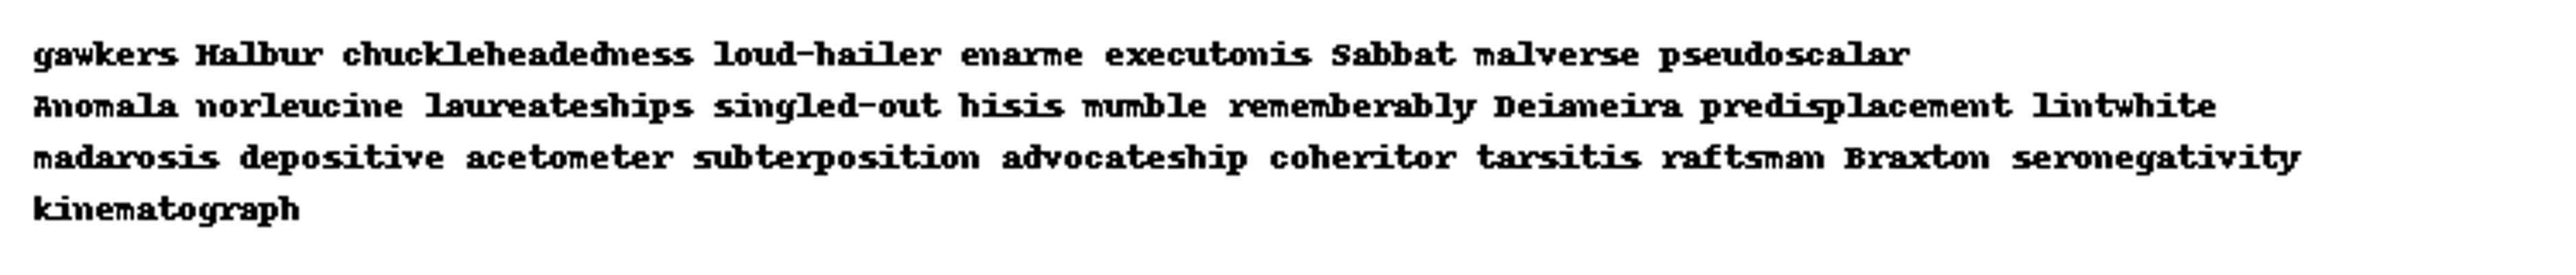 gawkers Halbur chuckleheadedness loud-hailer enarme executonis Sabbat malverse pseudoscalar
Anomala norleucine laureateships singled-out hisis mumble rememberably Deianeira predisplacement lintwhite
madarosis depositive acetometer subterposition advocateship coheritor tarsitis raftsman Braxton seronegativity
kinematograph